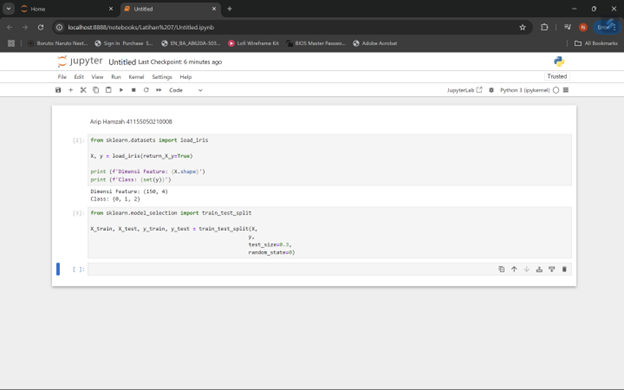 Home
Untitled
localhost:8888/notebooks/Latihan%207/Untitled.ipynb
Boruto Naruto Next...
Sign In Purchase S...
EN_BA_AB620A-S05...
Lofi Wireframe Kit
BIOS Master Passwo...
Adobe Acrobat
All Bookmarks
jupyter Untitled Last Checkpoint: 6 minutes ago
File Edit View Run Kernel Settings Help
Trusted
Code
JupyterLab
Python 3 (ipykernel)
Arip Hamzah 41155050210008
from sklearn.datasets import load_iris
X, y = load_iris(return_X_y=True)
print (f'Dimensi Feature: {X.shape}')
print (f'Class: {set(y)}')
Dimensi Feature: (150, 4)
Class: {0, 1, 2}
from sklearn.model_selection import train_test_split
X_train, X_test, y_train, y_test = train_test_split(X,
y,
test_size=0.3,
random_state=0)
[ ]: